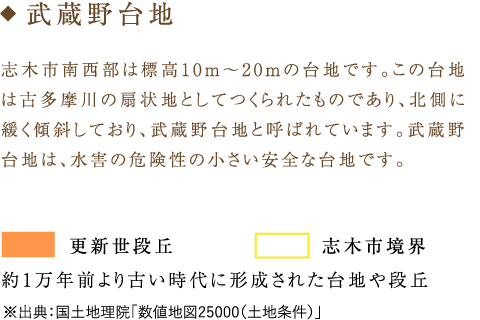 ◆ 武蔵野台地
志木市南西部は標高10m～20mの台地です。この台地
は古多摩川の扇状地としてつくられたものであり、北側に
緩く傾斜しており、武蔵野台地と呼ばれています。武蔵野
台地は、水害の危険性の小さい安全な台地です。
更新世段丘 志木市境界
約1万年前より古い時代に形成された台地や段丘
※出典：国土地理院「数値地図25000（土地条件）」